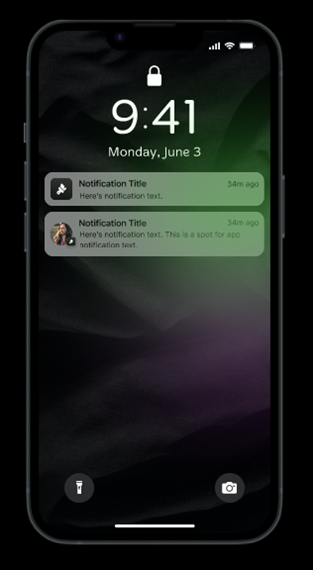 9:41
Monday, June 3
Notification Title 34m ago
Here's notification text.
Notification Title 34m ago
Here's notification text. This is a spot for app
notification text.